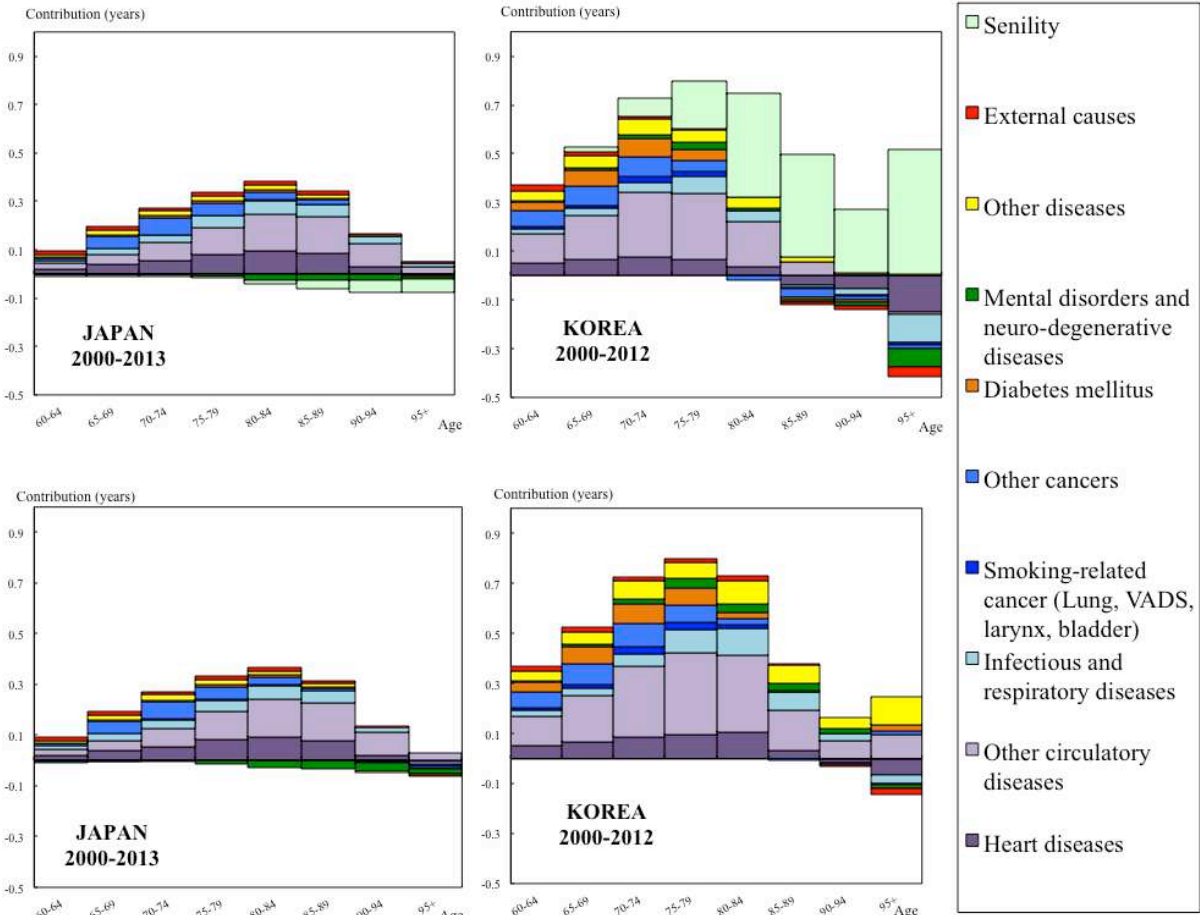 Contribution (years)
0.9
0.7
0.5
0.3
0.1
-0.1
-0.3
-0.5
JAPAN
2000-2013
60-64
65-69
70-74
75-79
80-84
85-89
90-94
95+
Age
Contribution (years)
0.9
0.7
0.5
0.3
0.1
-0.1
-0.3
-0.5
KOREA
2000-2012
60-64
65-69
70-74
75-79
80-84
85-89
90-94
95+
Age
Contribution (years)
0.9
0.7
0.5
0.3
0.1
-0.1
-0.3
-0.5
JAPAN
2000-2013
60-64
65-69
70-74
75-79
80-84
85-89
90-94
95+
Age
Contribution (years)
0.9
0.7
0.5
0.3
0.1
-0.1
-0.3
-0.5
KOREA
2000-2012
60-64
65-69
70-74
75-79
80-84
85-89
90-94
95+
Age
Senility
External causes
Other diseases
Mental disorders and
neuro-degenerative
diseases
Diabetes mellitus
Other cancers
Smoking-related
cancer (Lung, VADS,
larynx, bladder)
Infectious and
respiratory diseases
Other circulatory
diseases
Heart diseases